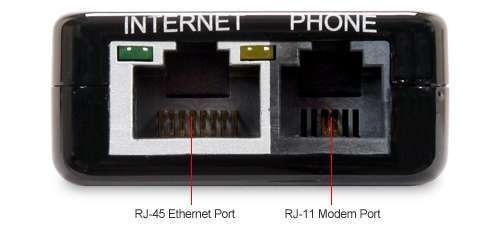 INTERNET PHONE
RJ-45 Ethernet Port RJ-11 Modem Port